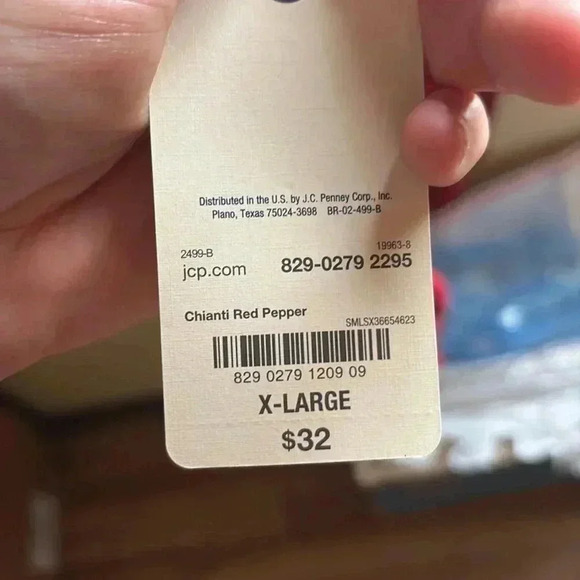 Distributed in the U.S. by J.C. Penney Corp., Inc.
Plano, Texas 75024-3698 BR-02-499-B
2499-B 19963-8
jcp.com 829-0279 2295
Chianti Red Pepper
SMLSX36654623
829 0279 1209 09
X-LARGE
$32